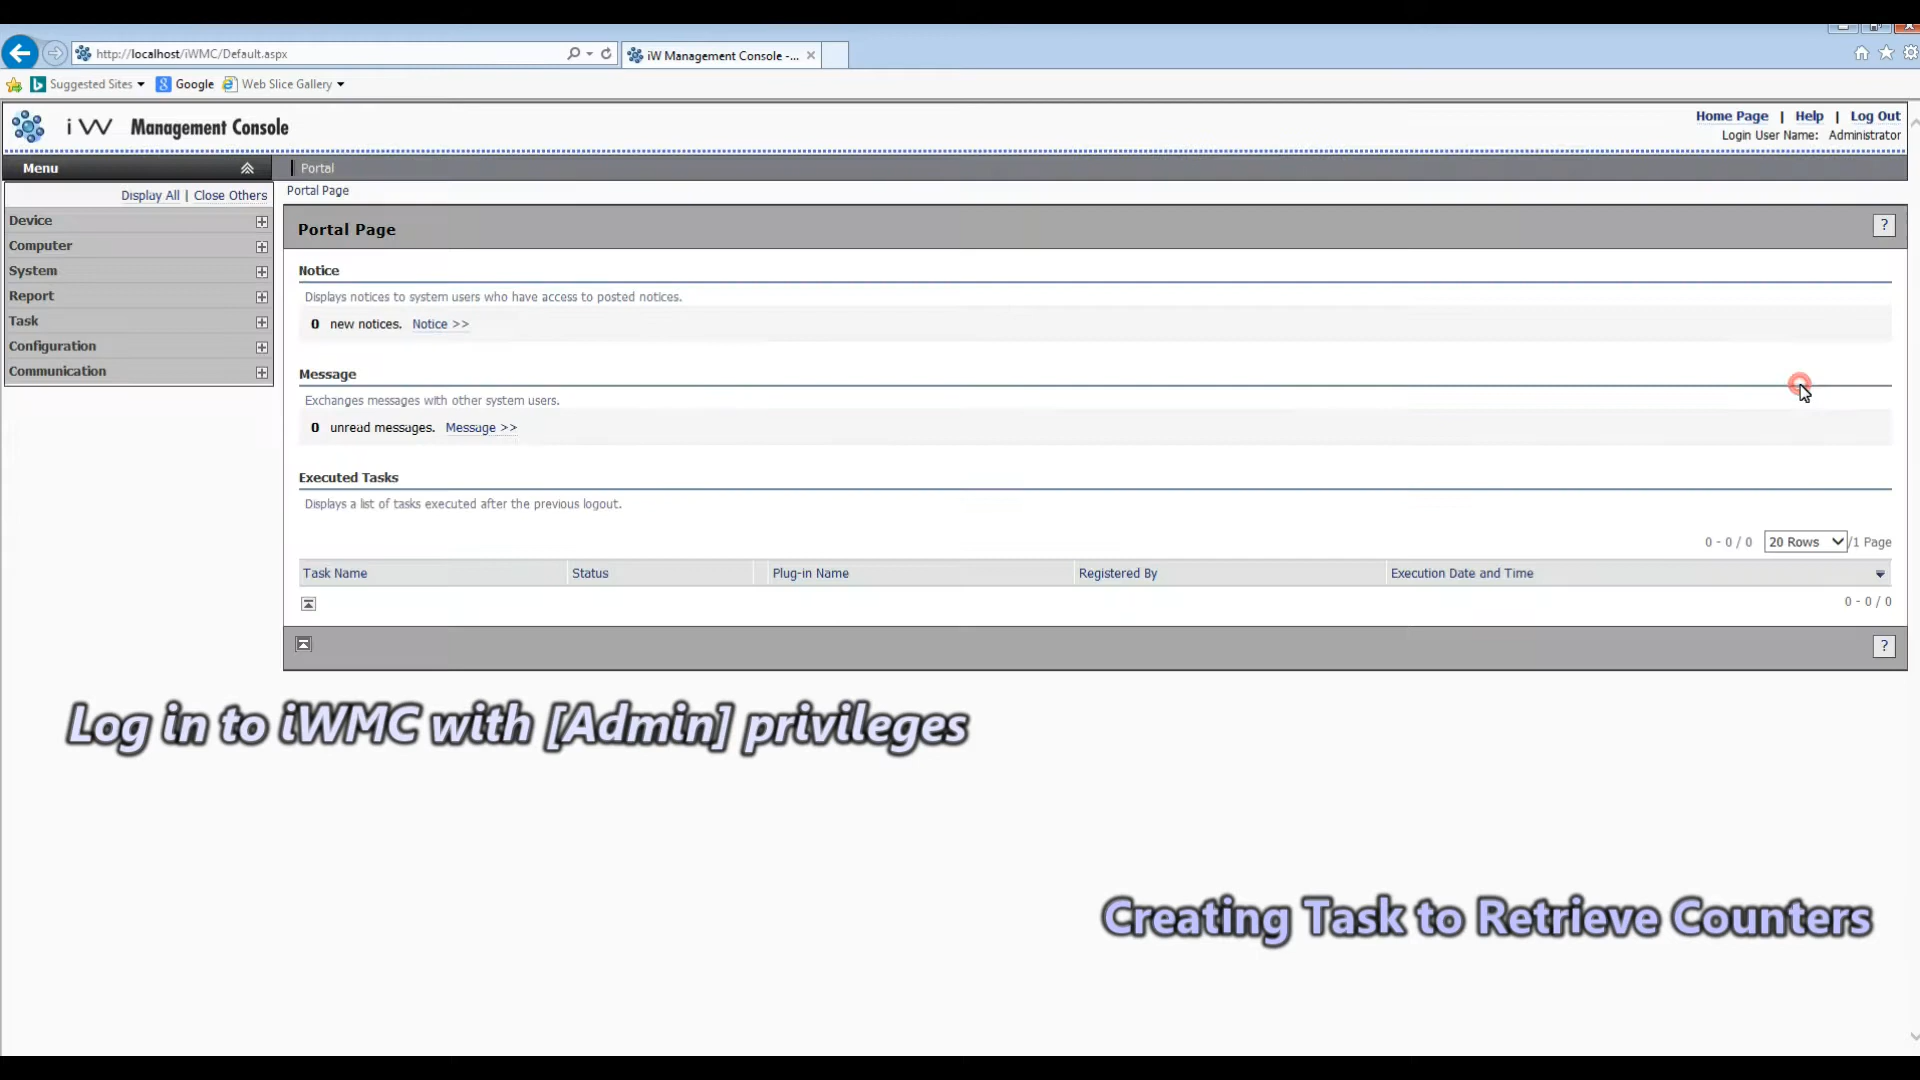 http://localhost/iWMC/Default.aspx
iW Management Console -...
Suggested Sites
Google
Web Slice Gallery
iW Management Console
Home Page | Help | Log Out
Login User Name: Administrator
Menu
Portal
Display All | Close Others
Portal Page
Device
Computer
System
Report
Task
Configuration
Communication
Portal Page
?
Notice
Displays notices to system users who have access to posted notices.
0 new notices. Notice >>
Message
Exchanges messages with other system users.
0 unread messages. Message >>
Executed Tasks
Displays a list of tasks executed after the previous logout.
0 - 0 / 0 20 Rows /1 Page
Task Name Status Plug-in Name Registered By Execution Date and Time
0 - 0 / 0
?
Log in to iWMC with [Admin] privileges
Creating Task to Retrieve Counters